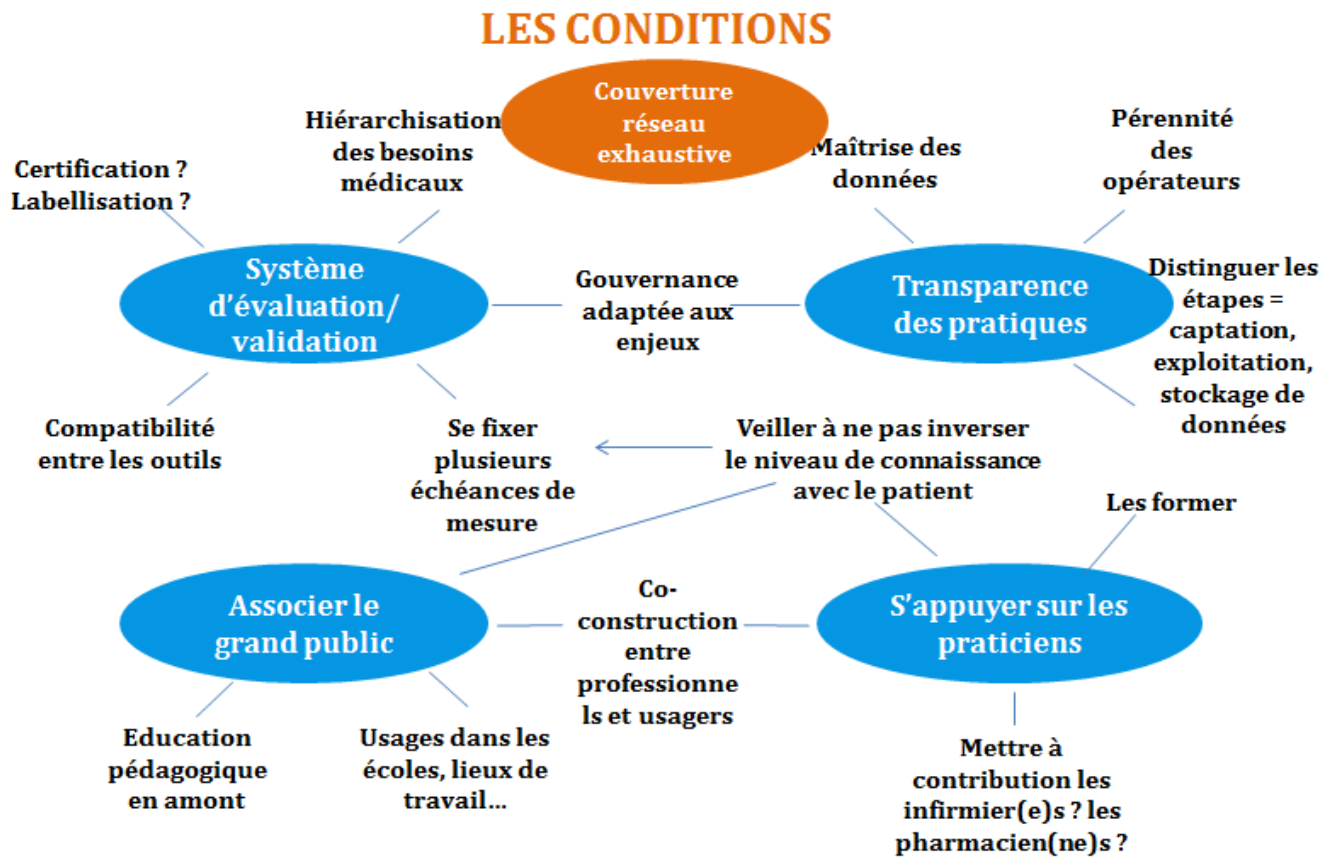 LES CONDITIONS
Couverture
réseau
exhaustive
Hiérarchisation
des besoins
médicaux
Certification ?
Labellisation ?
Maîtrise des
données
Pérennité
des
opérateurs
Système
d'évaluation/
validation
Gouvernance
adaptée aux
enjeux
Transparence
des pratiques
Distinguer les
étapes =
captation,
exploitation,
stockage de
données
Compatibilité
entre les outils
Se fixer
plusieurs
échéances de
mesure
Veiller à ne pas inverser
le niveau de connaissance
avec le patient
Les former
Associer le
grand public
Co-
construction
entre
professionne
ls et usagers
S'appuyer sur les
praticiens
Education
pédagogique
en amont
Usages dans les
écoles, lieux de
travail...
Mettre à
contribution les
infirmier(e)s ? les
pharmacien(ne)s ?